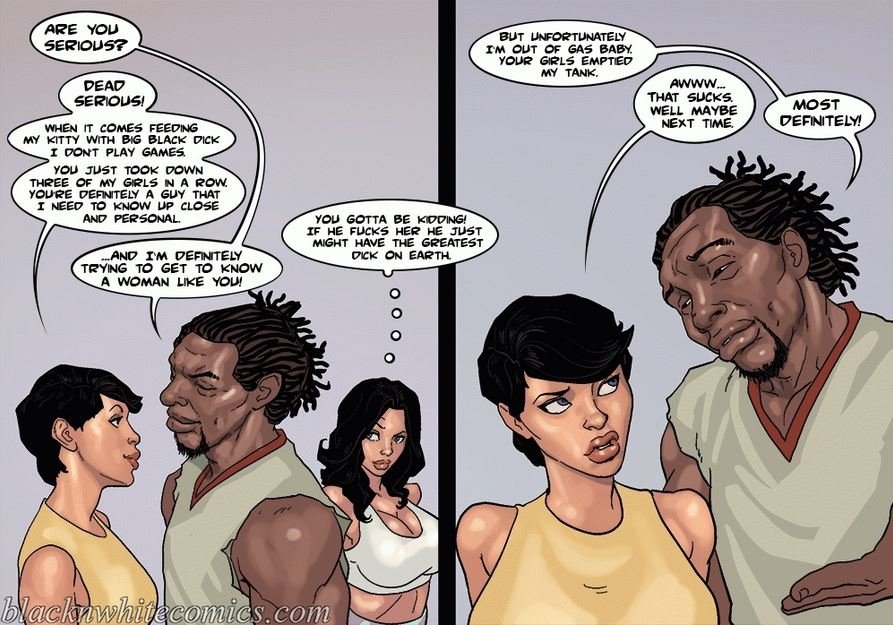 ARE YOU
SERIOUS?
DEAD
SERIOUS!
WHEN IT COMES FEEDING
MY KITTY WITH BIG BLACK DICK
I DON'T PLAY GAMES.
YOU JUST TOOK DOWN
THREE OF MY GIRLS IN A ROW.
YOU'RE DEFINITELY A GUY THAT
I NEED TO KNOW UP CLOSE
AND PERSONAL.
...AND I'M DEFINITELY
TRYING TO GET TO KNOW
A WOMAN LIKE YOU!
YOU GOTTA BE KIDDING!
IF HE FUCKS HER HE JUST
MIGHT HAVE THE GREATEST
DICK ON EARTH.
BUT UNFORTUNATELY
I'M OUT OF GAS BABY.
YOUR GIRLS EMPTIED
MY TANK.
AWWW...
THAT SUCKS.
WELL MAYBE
NEXT TIME.
MOST
DEFINITELY!
blacknwhitecomics.com